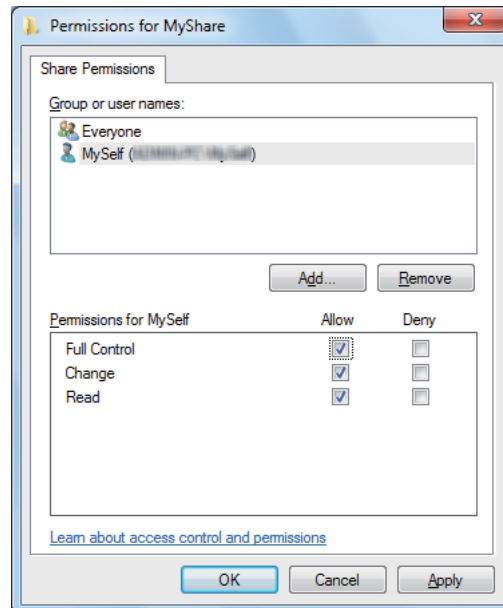 Permissions for MyShare
Share Permissions
Group or user names:
Everyone
MySelf (
Add... Remove
Permissions for MySelf Allow Deny
Full Control
Change
Read
Learn about access control and permissions
OK Cancel Apply